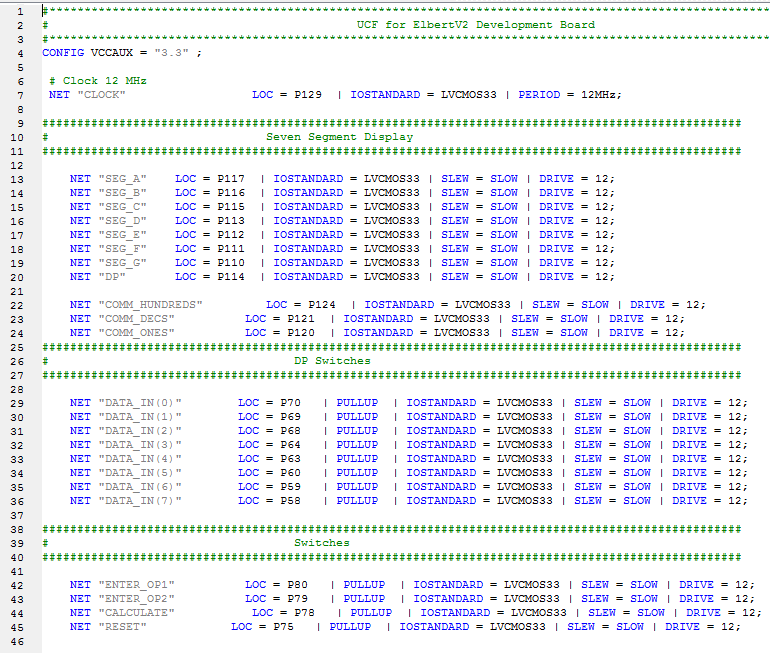 1 #****************************************************************************************************
2 # UCF for ElbertV2 Development Board
3 #****************************************************************************************************
4 CONFIG VCCAUX = "3.3" ;
5
6 # Clock 12 MHz
7 NET "CLOCK" LOC = P129 | IOSTANDARD = LVCMOS33 | PERIOD = 12MHz;
8
9 ####################################################################################################
10 # Seven Segment Display
11 ####################################################################################################
12
13 NET "SEG_A" LOC = P117 | IOSTANDARD = LVCMOS33 | SLEW = SLOW | DRIVE = 12;
14 NET "SEG_B" LOC = P116 | IOSTANDARD = LVCMOS33 | SLEW = SLOW | DRIVE = 12;
15 NET "SEG_C" LOC = P115 | IOSTANDARD = LVCMOS33 | SLEW = SLOW | DRIVE = 12;
16 NET "SEG_D" LOC = P113 | IOSTANDARD = LVCMOS33 | SLEW = SLOW | DRIVE = 12;
17 NET "SEG_E" LOC = P112 | IOSTANDARD = LVCMOS33 | SLEW = SLOW | DRIVE = 12;
18 NET "SEG_F" LOC = P111 | IOSTANDARD = LVCMOS33 | SLEW = SLOW | DRIVE = 12;
19 NET "SEG_G" LOC = P110 | IOSTANDARD = LVCMOS33 | SLEW = SLOW | DRIVE = 12;
20 NET "DP" LOC = P114 | IOSTANDARD = LVCMOS33 | SLEW = SLOW | DRIVE = 12;
21
22 NET "COMM_HUNDREDS" LOC = P124 | IOSTANDARD = LVCMOS33 | SLEW = SLOW | DRIVE = 12;
23 NET "COMM_DECS" LOC = P121 | IOSTANDARD = LVCMOS33 | SLEW = SLOW | DRIVE = 12;
24 NET "COMM_ONES" LOC = P120 | IOSTANDARD = LVCMOS33 | SLEW = SLOW | DRIVE = 12;
25 ####################################################################################################
26 # DP Switches
27 ####################################################################################################
28
29 NET "DATA_IN(0)" LOC = P70 | PULLUP | IOSTANDARD = LVCMOS33 | SLEW = SLOW | DRIVE = 12;
30 NET "DATA_IN(1)" LOC = P69 | PULLUP | IOSTANDARD = LVCMOS33 | SLEW = SLOW | DRIVE = 12;
31 NET "DATA_IN(2)" LOC = P68 | PULLUP | IOSTANDARD = LVCMOS33 | SLEW = SLOW | DRIVE = 12;
32 NET "DATA_IN(3)" LOC = P64 | PULLUP | IOSTANDARD = LVCMOS33 | SLEW = SLOW | DRIVE = 12;
33 NET "DATA_IN(4)" LOC = P63 | PULLUP | IOSTANDARD = LVCMOS33 | SLEW = SLOW | DRIVE = 12;
34 NET "DATA_IN(5)" LOC = P60 | PULLUP | IOSTANDARD = LVCMOS33 | SLEW = SLOW | DRIVE = 12;
35 NET "DATA_IN(6)" LOC = P59 | PULLUP | IOSTANDARD = LVCMOS33 | SLEW = SLOW | DRIVE = 12;
36 NET "DATA_IN(7)" LOC = P58 | PULLUP | IOSTANDARD = LVCMOS33 | SLEW = SLOW | DRIVE = 12;
37
38 ####################################################################################################
39 # Switches
40 ####################################################################################################
41
42 NET "ENTER_OP1" LOC = P80 | PULLUP | IOSTANDARD = LVCMOS33 | SLEW = SLOW | DRIVE = 12;
43 NET "ENTER_OP2" LOC = P79 | PULLUP | IOSTANDARD = LVCMOS33 | SLEW = SLOW | DRIVE = 12;
44 NET "CALCULATE" LOC = P78 | PULLUP | IOSTANDARD = LVCMOS33 | SLEW = SLOW | DRIVE = 12;
45 NET "RESET" LOC = P75 | PULLUP | IOSTANDARD = LVCMOS33 | SLEW = SLOW | DRIVE = 12;
46